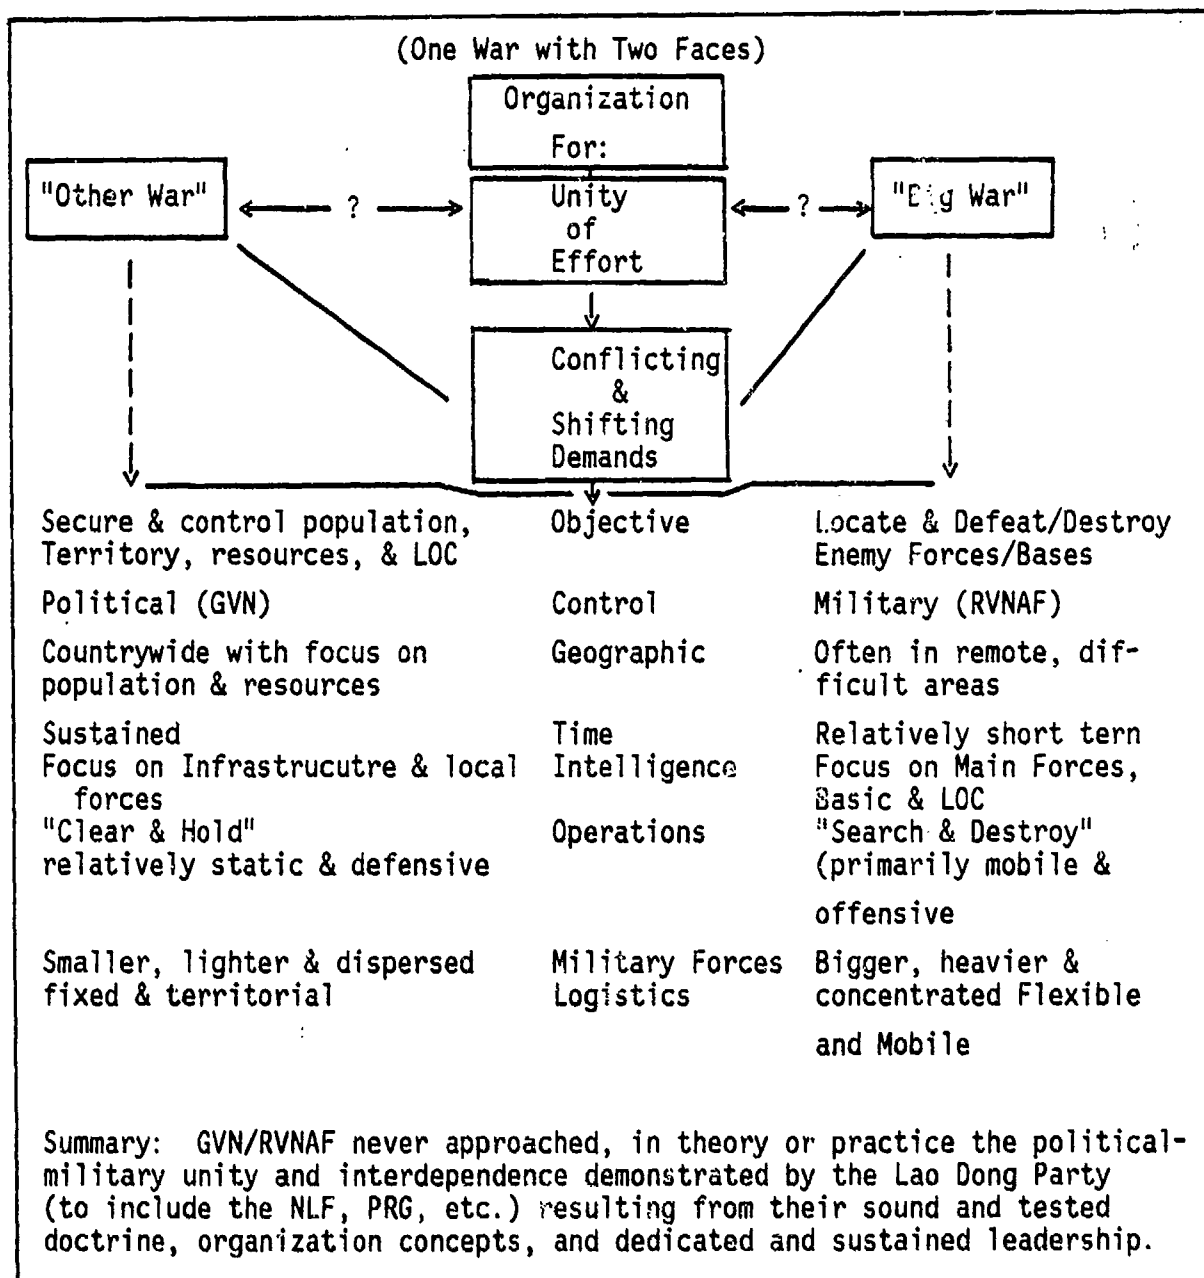 (One War with Two Faces)
Organization
For:
"Other War"
?
Unity
of
Effort
?
"Big War"
Conflicting
&
Shifting
Demands
Secure & control population,
Territory, resources, & LOC
Objective
Locate & Defeat/Destroy
Enemy Forces/Bases
Political (GVN)
Control
Military (RVNAF)
Countrywide with focus on
population & resources
Geographic
Often in remote, dif-
ficult areas
Sustained
Time
Relatively short tern
Focus on Infrastrucutre & local
forces
Intelligence
Focus on Main Forces,
Basic & LOC
"Clear & Hold"
relatively static & defensive
Operations
"Search & Destroy"
(primarily mobile &
offensive
Smaller, lighter & dispersed
fixed & territorial
Military Forces
Logistics
Bigger, heavier &
concentrated Flexible
and Mobile
Summary: GVN/RVNAF never approached, in theory or practice the political-
military unity and interdependence demonstrated by the Lao Dong Party
(to include the NLF, PRG, etc.) resulting from their sound and tested
doctrine, organization concepts, and dedicated and sustained leadership.